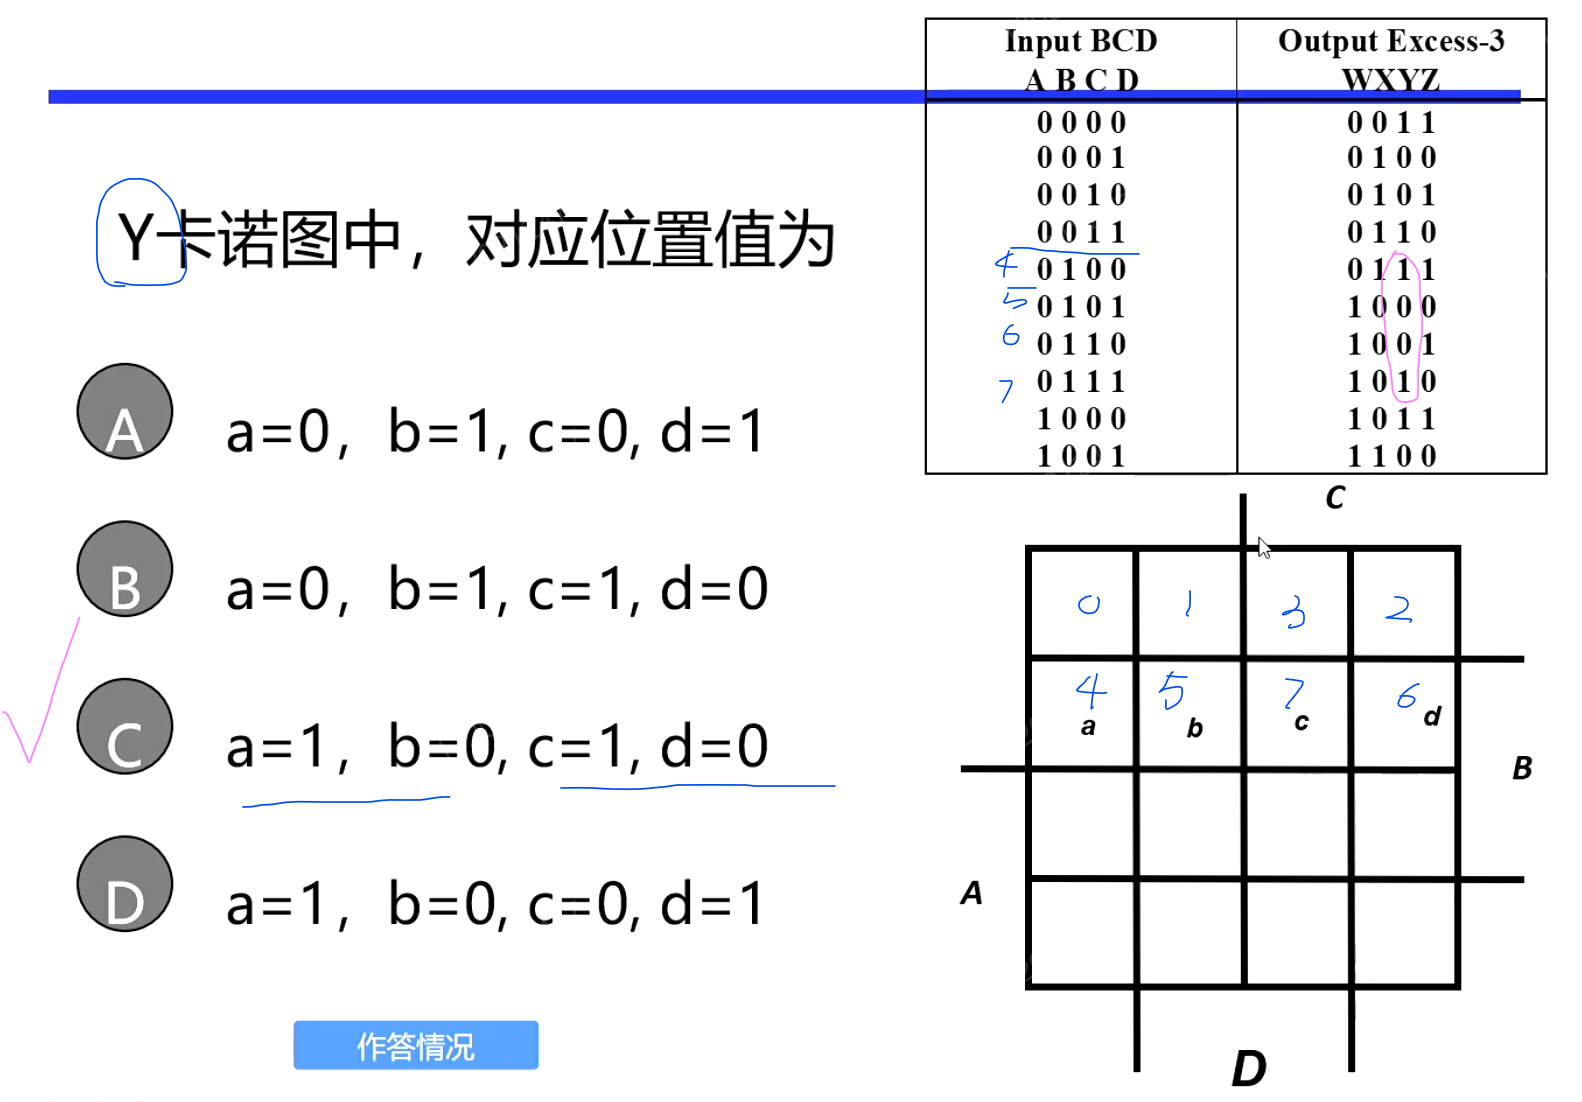 Input BCD Output Excess-3
A B C D WXYZ
0 0 0 0 0 0 1 1
0 0 0 1 0 1 0 0
0 0 1 0 0 1 0 1
0 0 1 1 0 1 1 0
4 0 1 0 0 0 1 1 1
5 0 1 0 1 1 0 0 0
6 0 1 1 0 1 0 0 1
7 0 1 1 1 1 0 1 0
1 0 0 0 1 0 1 1
1 0 0 1 1 1 0 0
Y卡诺图中，对应位置值为
A a=0，b=1, c=0, d=1
B a=0，b=1, c=1, d=0
C a=1，b=0, c=1, d=0
D a=1，b=0, c=0, d=1
作答情况
C
0 1 3 2
4 5 7 6
a b c d
B
A
D